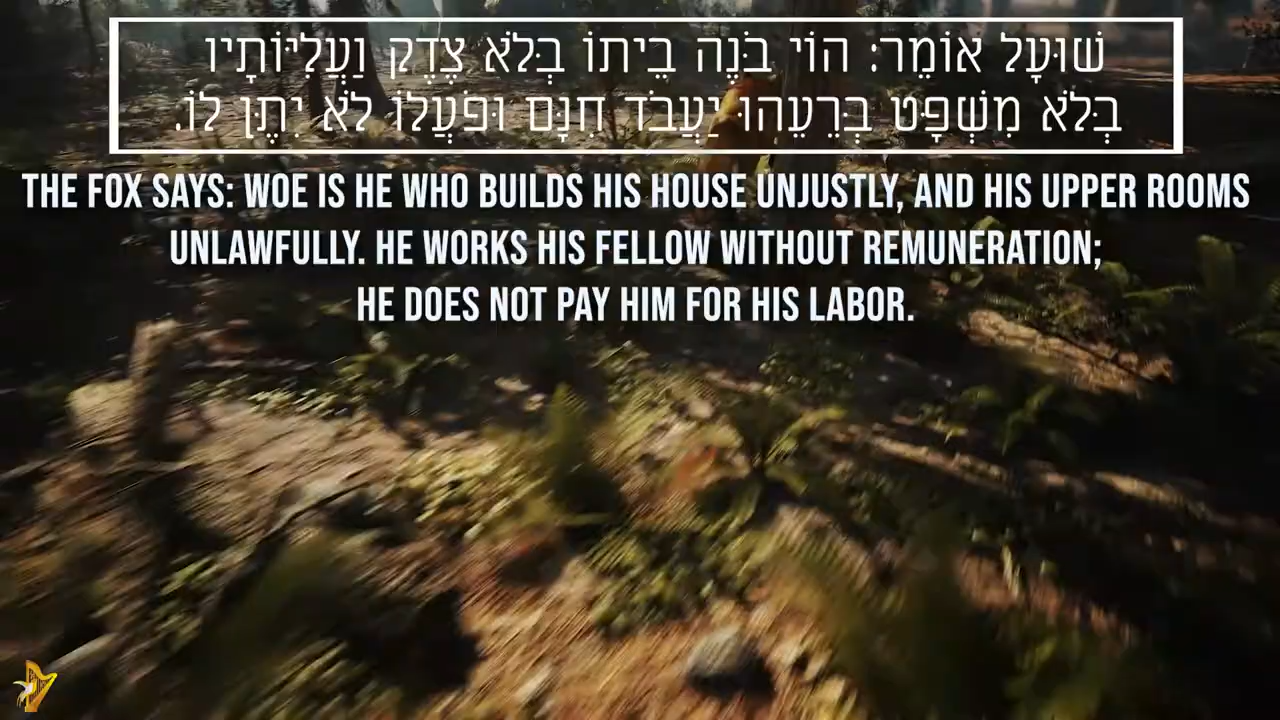 שׁוּעָל אוֹמֵר: הוֹי בֹּנֶה בֵיתוֹ בְּלֹא צֶדֶק וַעֲלִיּוֹתָיו
בְּלֹא מִשְׁפָּט בְּרֵעֵהוּ יַעֲבֹד חִנָּם וּפֹעֲלוֹ לֹא יִתֶּן לוֹ.
THE FOX SAYS: WOE IS HE WHO BUILDS HIS HOUSE UNJUSTLY, AND HIS UPPER ROOMS
UNLAWFULLY. HE WORKS HIS FELLOW WITHOUT REMUNERATION;
HE DOES NOT PAY HIM FOR HIS LABOR.